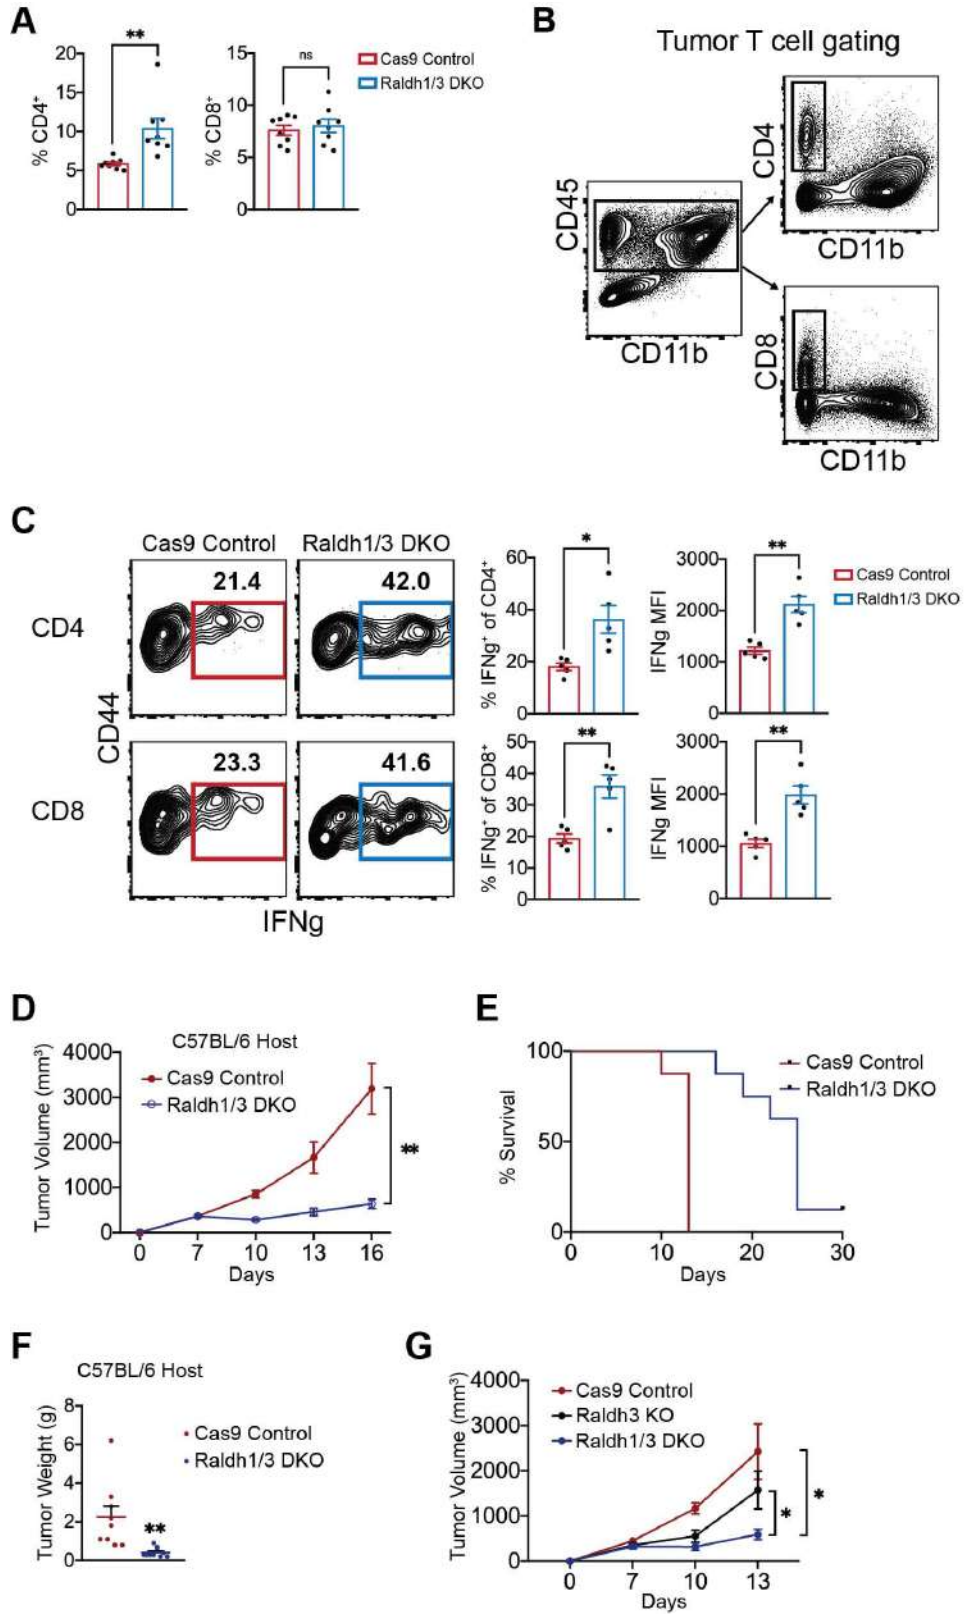 A
**
20
15
10
5
0
% CD4⁺
ns
15
10
5
0
% CD8⁺
Cas9 Control
Raldh1/3 DKO
B
Tumor T cell gating
CD45
CD11b
CD4
CD11b
CD8
CD11b
C
Cas9 Control
Raldh1/3 DKO
CD4
21.4
42.0
CD44
CD8
23.3
41.6
IFNg
*
60
40
20
0
% IFNg⁺ of CD4⁺
**
3000
2000
1000
0
IFNg MFI
Cas9 Control
Raldh1/3 DKO
**
50
40
30
20
10
0
% IFNg⁺ of CD8⁺
**
3000
2000
1000
0
IFNg MFI
D
C57BL/6 Host
4000
3000
2000
1000
0
Tumor Volume (mm³)
Cas9 Control
Raldh1/3 DKO
**
0 7 10 13 16
Days
E
100
50
0
% Survival
Cas9 Control
Raldh1/3 DKO
0 10 20 30
Days
F
C57BL/6 Host
8
6
4
2
0
Tumor Weight (g)
Cas9 Control
Raldh1/3 DKO
**
G
4000
3000
2000
1000
0
Tumor Volume (mm³)
Cas9 Control
Raldh3 KO
Raldh1/3 DKO
*
*
0 7 10 13
Days